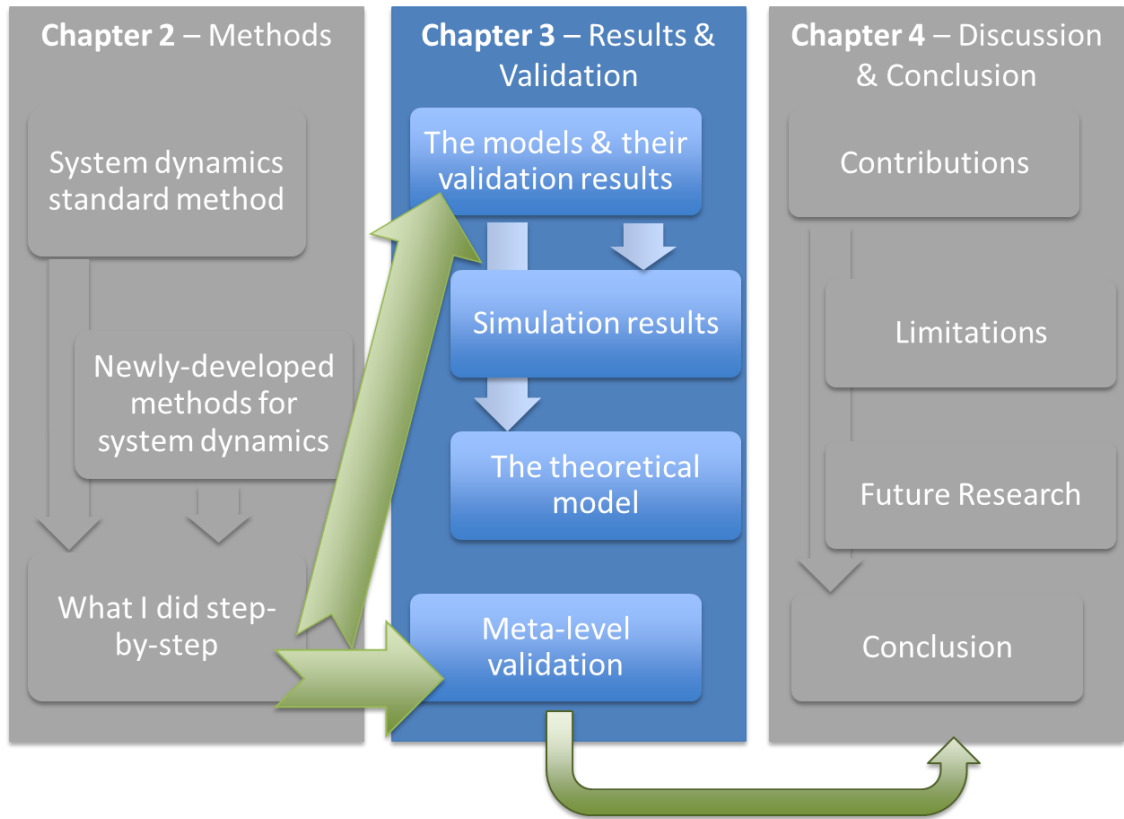 Chapter 2 – Methods
System dynamics
standard method
Newly-developed
methods for
system dynamics
What I did step-
by-step
Chapter 3 – Results &
Validation
The models & their
validation results
Simulation results
The theoretical
model
Meta-level
validation
Chapter 4 – Discussion
& Conclusion
Contributions
Limitations
Future Research
Conclusion